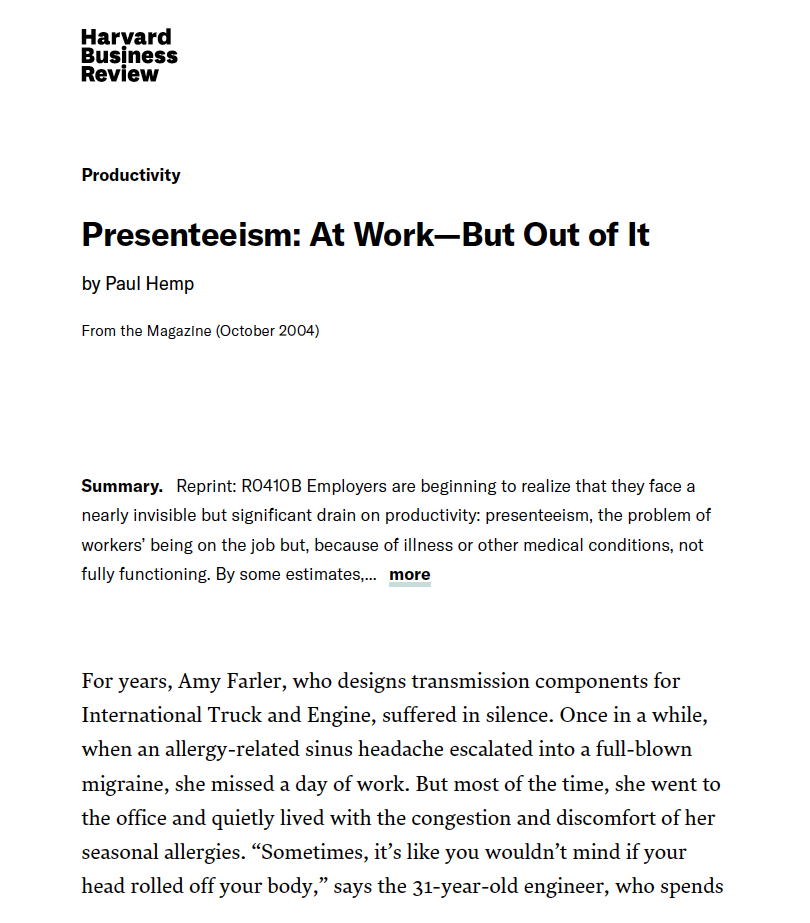 Harvard
Business
Review
Productivity
Presenteeism: At Work—But Out of It
by Paul Hemp
From the Magazine (October 2004)
Summary. Reprint: R0410B Employers are beginning to realize that they face a
nearly invisible but significant drain on productivity: presenteeism, the problem of
workers’ being on the job but, because of illness or other medical conditions, not
fully functioning. By some estimates,... more
For years, Amy Farler, who designs transmission components for
International Truck and Engine, suffered in silence. Once in a while,
when an allergy-related sinus headache escalated into a full-blown
migraine, she missed a day of work. But most of the time, she went to
the office and quietly lived with the congestion and discomfort of her
seasonal allergies. “Sometimes, it’s like you wouldn’t mind if your
head rolled off your body,” says the 31-year-old engineer, who spends